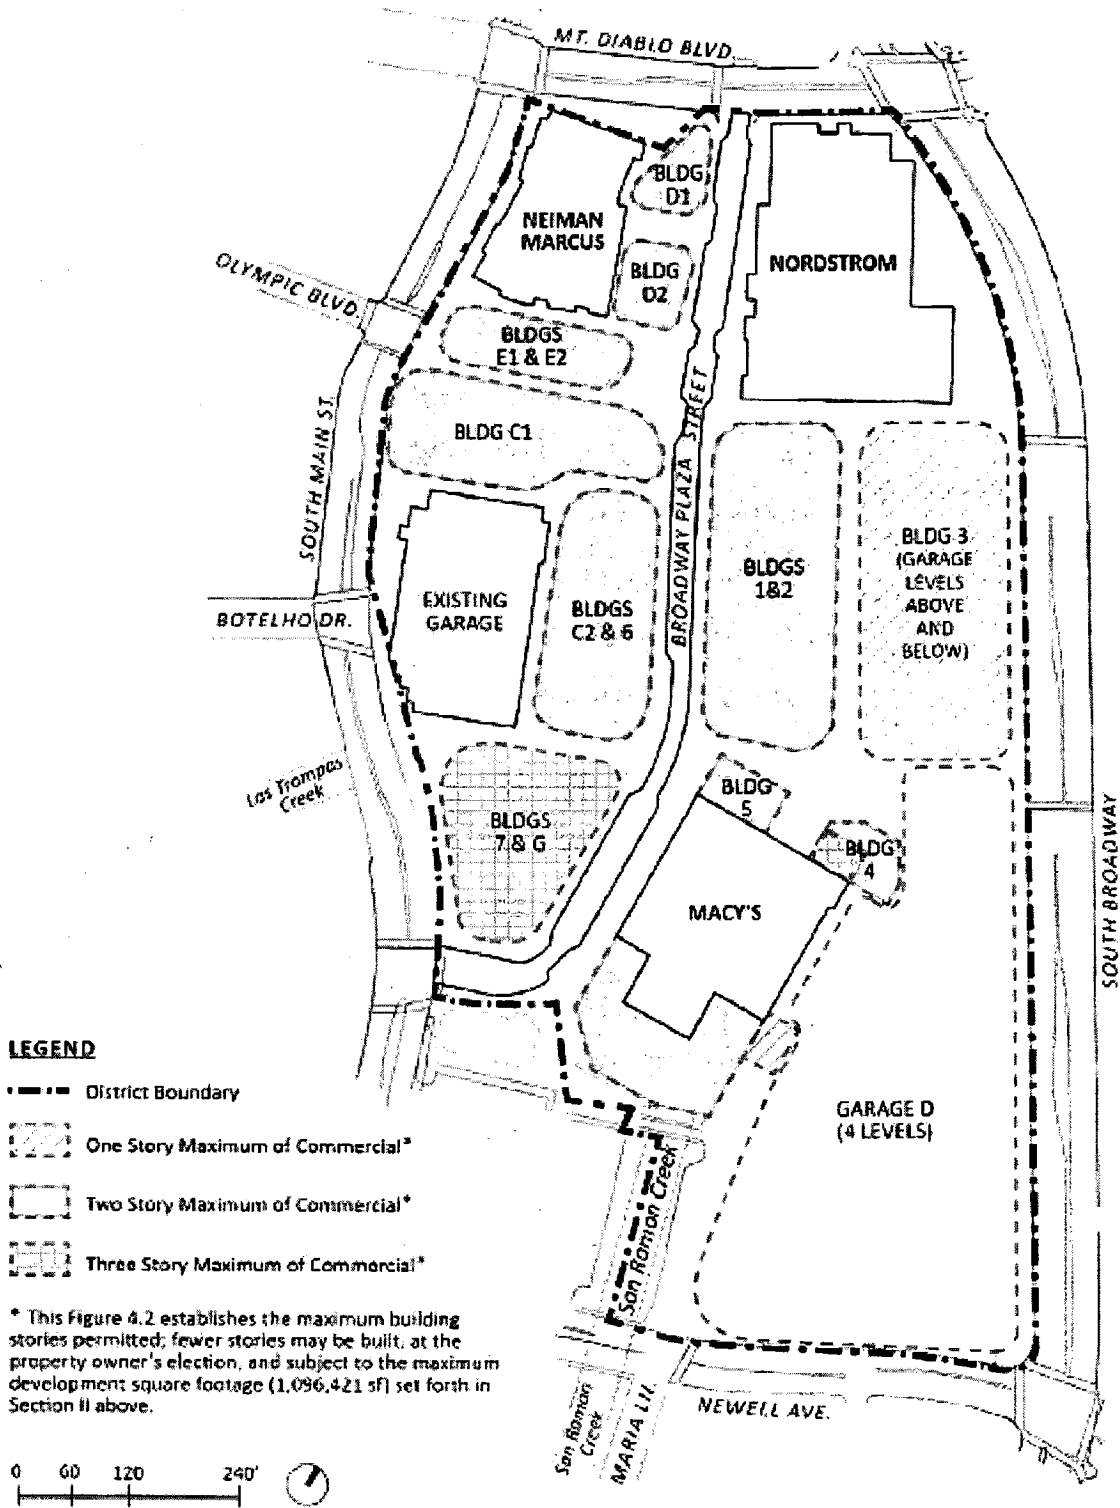 MT. DIABLO BLVD.
BLDG
D1
NEIMAN
MARCUS
NORDSTROM
OLYMPIC BLVD.
BLDG
D2
BLDGS
E1 & E2
BROADWAY PLAZA STREET
SOUTH MAIN ST.
BLDG C1
BLDG 3
(GARAGE
LEVELS
ABOVE
AND
BELOW)
BLDGS
1&2
EXISTING
GARAGE
BLDGS
C2 & 6
BOTELHO DR.
Las Trampas
Creek
BLDG
5
BLDGS
7 & G
BLDG
4
MACY'S
SOUTH BROADWAY
GARAGE D
(4 LEVELS)
San Ramon Creek
San Ramon
Creek
MARIA LN.
NEWELL AVE.
LEGEND
District Boundary
One Story Maximum of Commercial*
Two Story Maximum of Commercial*
Three Story Maximum of Commercial*
* This Figure 4.2 establishes the maximum building
stories permitted; fewer stories may be built, at the
property owner's election, and subject to the maximum
development square footage (1,096,421 sf) set forth in
Section II above.
0 60 120 240'